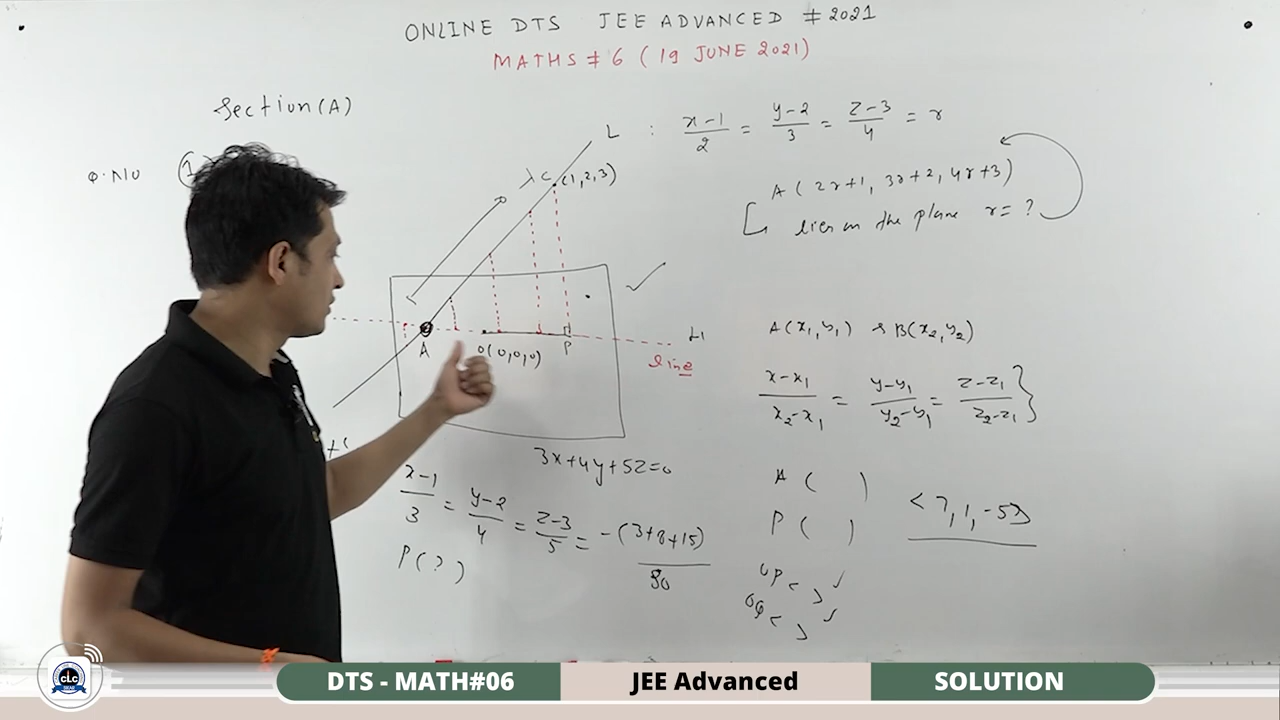 ONLINE DTS JEE ADVANCED # 2021
MATHS # 6 ( 19 JUNE 2021)
Section (A)
Q.NO (1)
L : x-1/2 = y-2/3 = z-3/4 = r
C (1,2,3)
λ
A ( 2r+1, 3r+2, 4r+3)
lies on the plane r = ?
A
O(0,0,0)
P
L1
line
A(x1,y1) & B(x2,y2)
x-x1/x2-x1 = y-y1/y2-y1 = z-z1/z2-z1 }
3x+4y+5z=0
x-1/3 = y-2/4 = z-3/5 = -(3+8+15)/50
P(?)
A ( )
P ( )
< 7,1,-5>
OP < >
OQ < >
CLC
DTS - MATH#06
JEE Advanced
SOLUTION